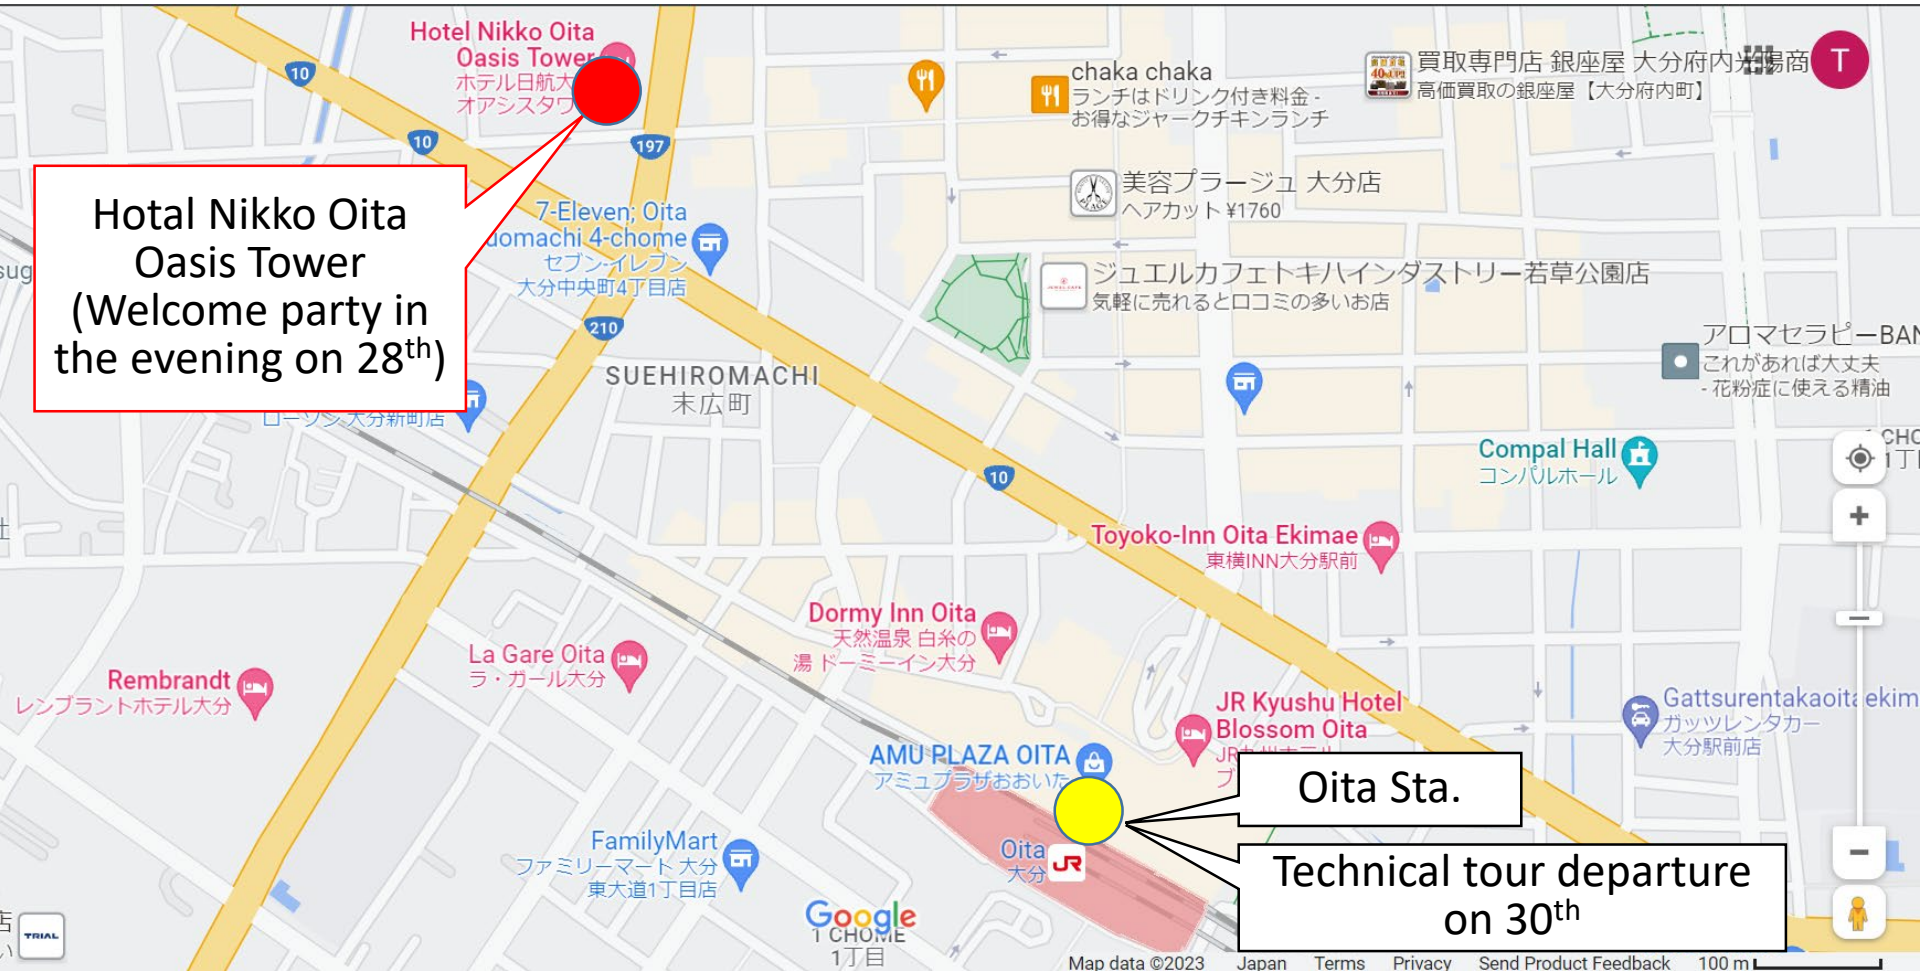 Hotel Nikko Oita
Oasis Tower
ホテル日航大
オアシスタワ
10
10
197
chaka chaka
ランチはドリンク付き料金 -
お得なジャークチキンランチ
買取専門店 銀座屋 大分府内
高価買取の銀座屋【大分府内町】
T
Hotal Nikko Oita
Oasis Tower
(Welcome party in
the evening on 28th)
7-Eleven; Oita
domachi 4-chome
セブン-イレブン
大分中央町4丁目店
210
美容プラージュ 大分店
ヘアカット ¥1760
ジュエルカフェトキハインダストリー若草公園店
気軽に売れると口コミの多いお店
アロマセラピーBAN
これがあれば大丈夫
- 花粉症に使える精油
SUEHIROMACHI
末広町
ローソン 大分新町店
10
Compal Hall
コンパルホール
CHO
1丁目
Toyoko-Inn Oita Ekimae
東横INN大分駅前
Dormy Inn Oita
天然温泉 白糸の
湯 ドーミーイン大分
La Gare Oita
ラ・ガール大分
Rembrandt
レンブラントホテル大分
JR Kyushu Hotel
Blossom Oita
Gattsurentakaoitaekim
ガッツレンタカー
大分駅前店
AMU PLAZA OITA
アミュプラザおおいた
Oita Sta.
Oita
大分
JR
Technical tour departure
on 30th
FamilyMart
ファミリーマート 大分
東大道1丁目店
TRIAL
Google
1 CHOME
1丁目
Map data ©2023 Japan Terms Privacy Send Product Feedback 100 m